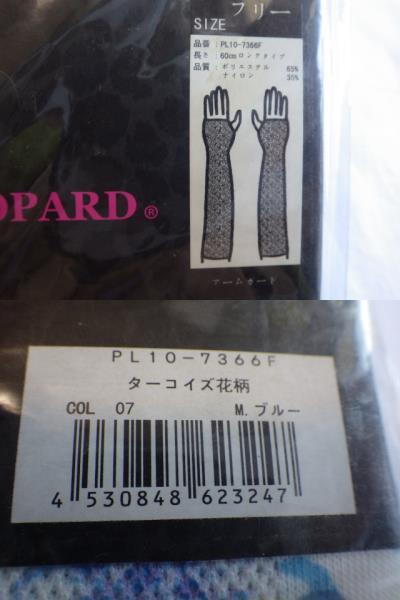 フリー
SIZE
品番 : PL10-7366F
長さ : 60cmロングタイプ
品質 : ポリエステル 65%
ナイロン 35%
OPARD®
アームカード
PL10-7366F
ターコイズ花柄
COL 07 M.ブルー
4 530848 623247